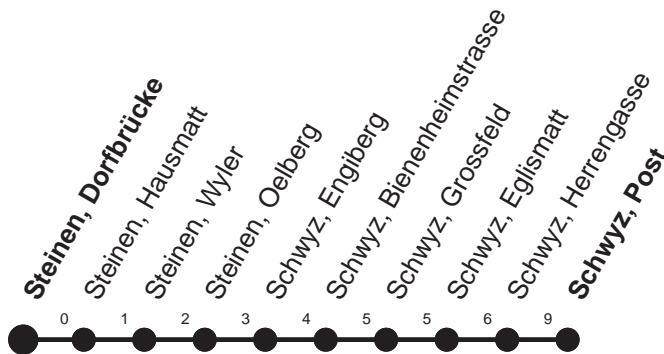 Steinen, Dorfbrücke
Steinen, Hausmatt
Steinen, Wyler
Steinen, Oelberg
Schwyz, Engiberg
Schwyz, Bienenheimstrasse
Schwyz, Grossfeld
Schwyz, Eglismatt
Schwyz, Herrengasse
Schwyz, Post
0 1 2 3 4 5 5 6 9